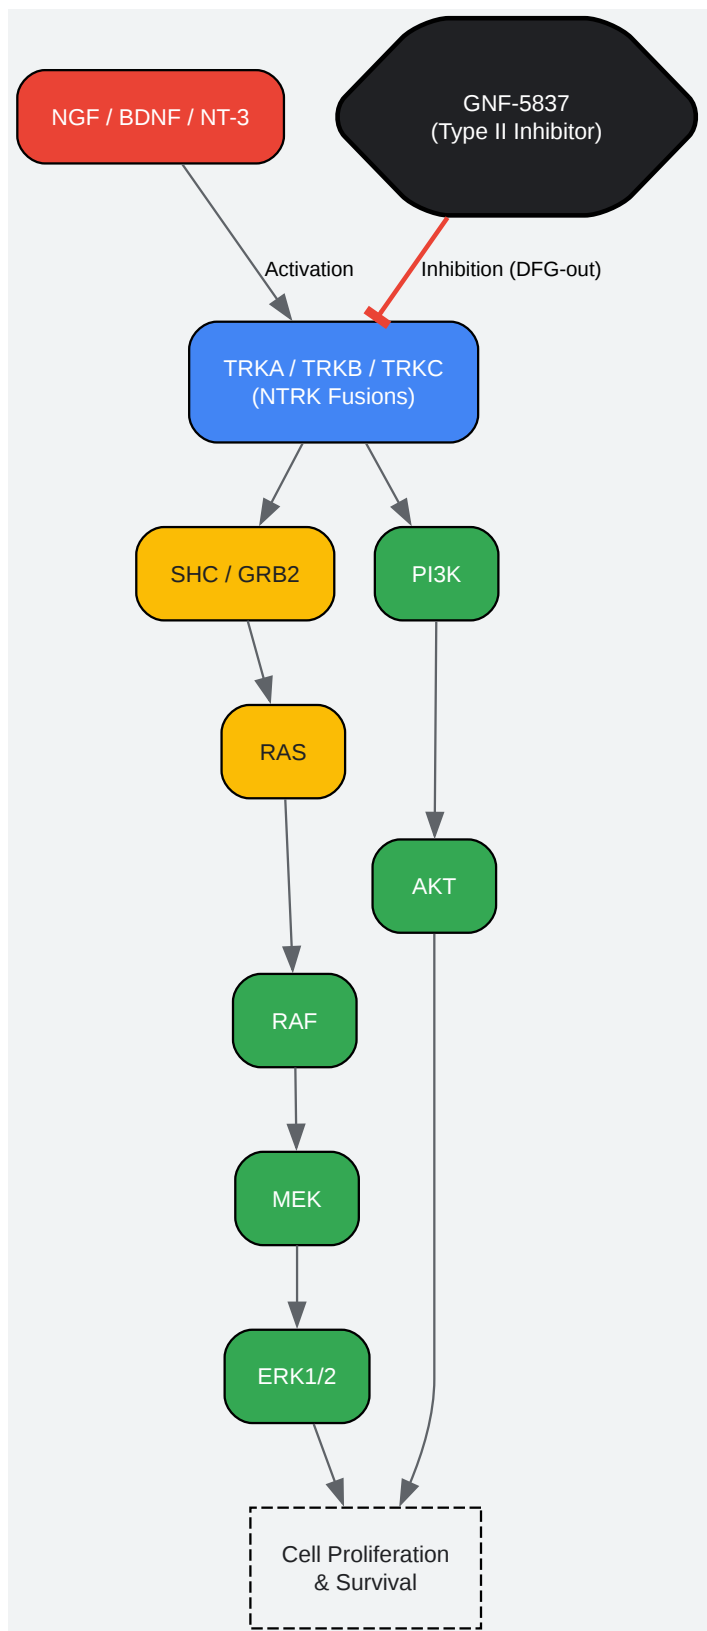 NGF / BDNF / NT-3
GNF-5837
(Type II Inhibitor)
Activation
Inhibition (DFG-out)
TRKA / TRKB / TRKC
(NTRK Fusions)
SHC / GRB2
PI3K
RAS
AKT
RAF
MEK
ERK1/2
Cell Proliferation
& Survival